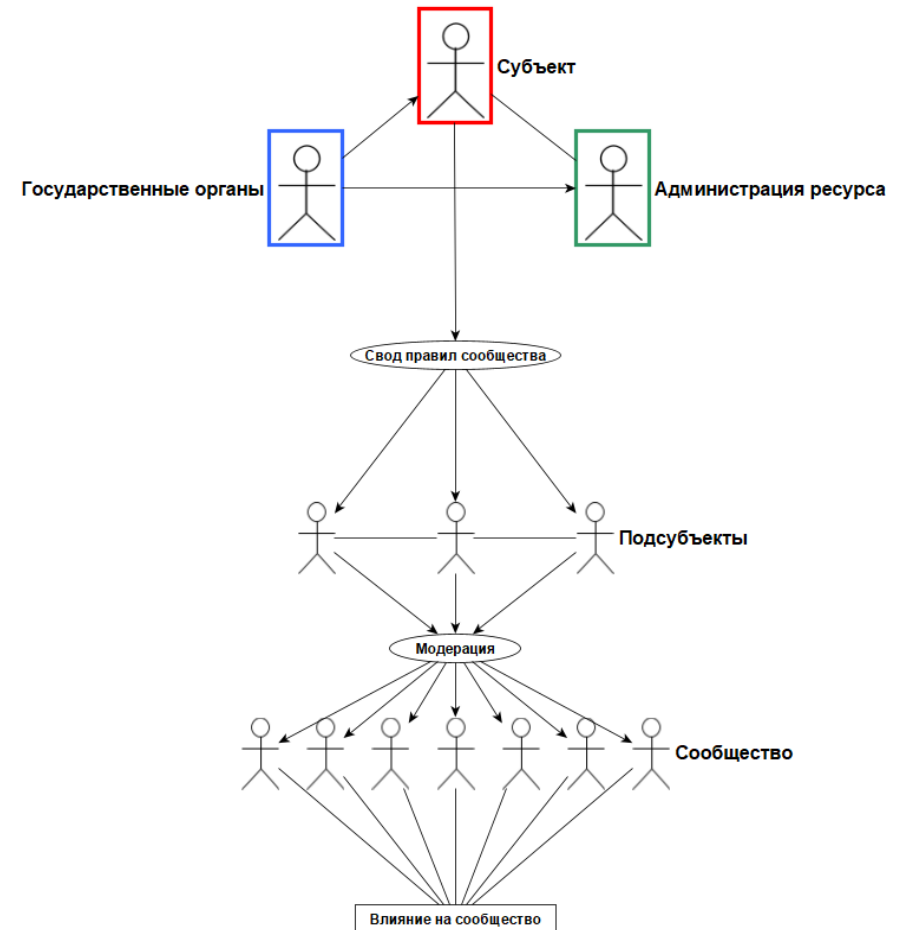 Субъект
Государственные органы
Администрация ресурса
Свод правил сообщества
Подсубъекты
Модерация
Сообщество
Влияние на сообщество